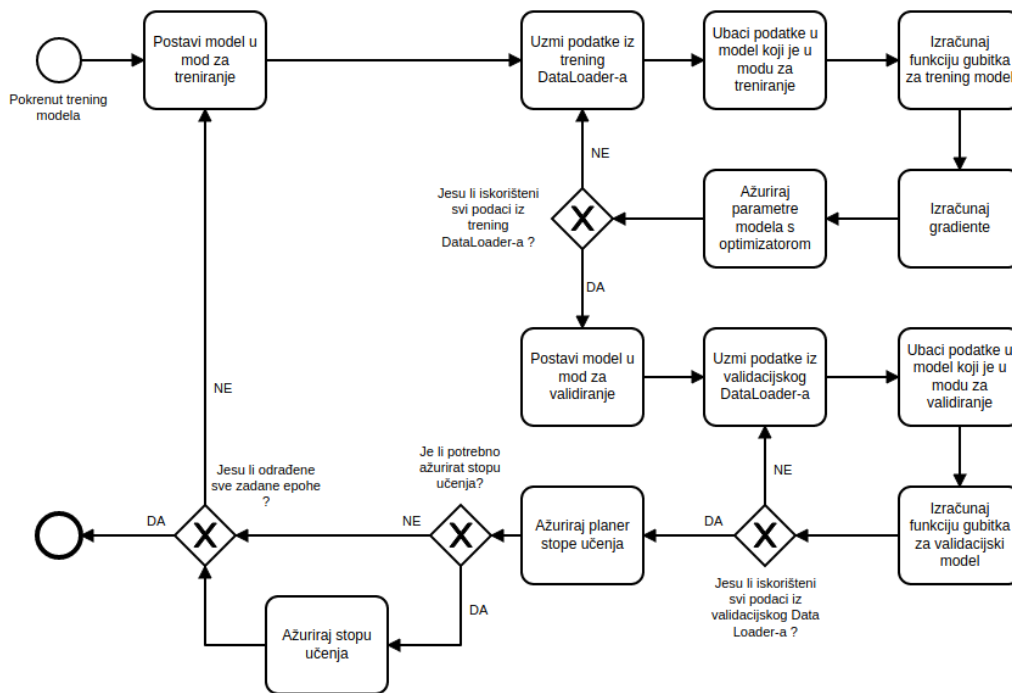 Postavi model u
mod za
treniranje
Uzmi podatke iz
trening
DataLoader-a
Ubaci podatke u
model koji je u
modu za
treniranje
Izračunaj
funkciju gubitka
za trening model
Pokrenut trening
modela
NE
Jesu li iskorišteni
svi podaci iz
trening
DataLoader-a ?
Ažuriraj
parametre
modela s
optimizatorom
Izračunaj
gradiente
DA
Postavi model u
mod za
validiranje
Uzmi podatke iz
validacijskog
DataLoader-a
Ubaci podatke u
model koji je u
modu za
validiranje
NE
Jesu li odrađene
sve zadane epohe
?
Je li potrebno
ažurirat stopu
učenja?
NE
DA
NE
Ažuriraj planer
stope učenja
DA
Izračunaj
funkciju gubitka
za validacijski
model
DA
Jesu li iskorišteni
svi podaci iz
validacijskog Data
Loader-a ?
Ažuriraj stopu
učenja